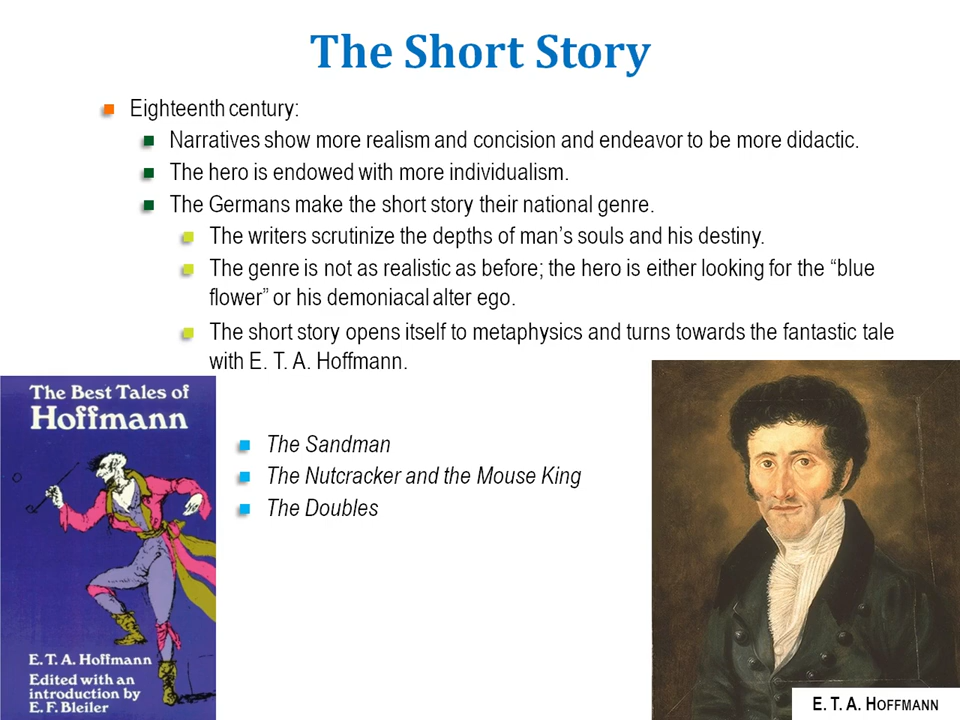 The Short Story
Eighteenth century:
Narratives show more realism and concision and endeavor to be more didactic.
The hero is endowed with more individualism.
The Germans make the short story their national genre.
The writers scrutinize the depths of man’s souls and his destiny.
The genre is not as realistic as before; the hero is either looking for the “blue
flower” or his demoniacal alter ego.
The short story opens itself to metaphysics and turns towards the fantastic tale
with E. T. A. Hoffmann.
The Best Tales of
Hoffmann
E. T. A. Hoffmann
Edited with an
introduction by
E. F. Bleiler
The Sandman
The Nutcracker and the Mouse King
The Doubles
E. T. A. HOFFMANN